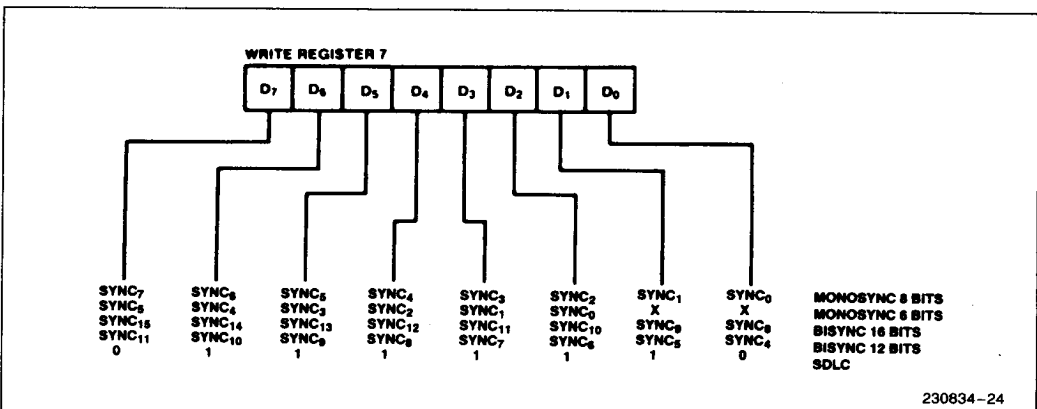 WRITE REGISTER 7
D₇ D₆ D₅ D₄ D₃ D₂ D₁ D₀
SYNC₇ SYNC₆ SYNC₅ SYNC₄ SYNC₃ SYNC₂ SYNC₁ SYNC₀ MONOSYNC 8 BITS
SYNC₅ SYNC₄ SYNC₃ SYNC₂ SYNC₁ SYNC₀ X X MONOSYNC 6 BITS
SYNC₁₅ SYNC₁₄ SYNC₁₃ SYNC₁₂ SYNC₁₁ SYNC₁₀ SYNC₉ SYNC₈ BISYNC 16 BITS
SYNC₁₁ SYNC₁₀ SYNC₉ SYNC₈ SYNC₇ SYNC₆ SYNC₅ SYNC₄ BISYNC 12 BITS
0 1 1 1 1 1 1 0 SDLC
230834–24